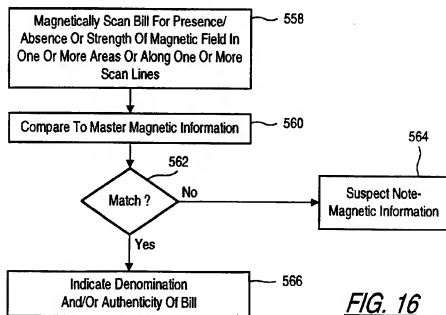 Magnetically Scan Bill For Presence/
Absence Or Strength Of Magnetic Field In
One Or More Areas Or Along One Or More
Scan Lines
558
Compare To Master Magnetic Information
560
562
Match ?
No
564
Suspect Note-
Magnetic Information
Yes
Indicate Denomination
And/Or Authenticity Of Bill
566
FIG. 16